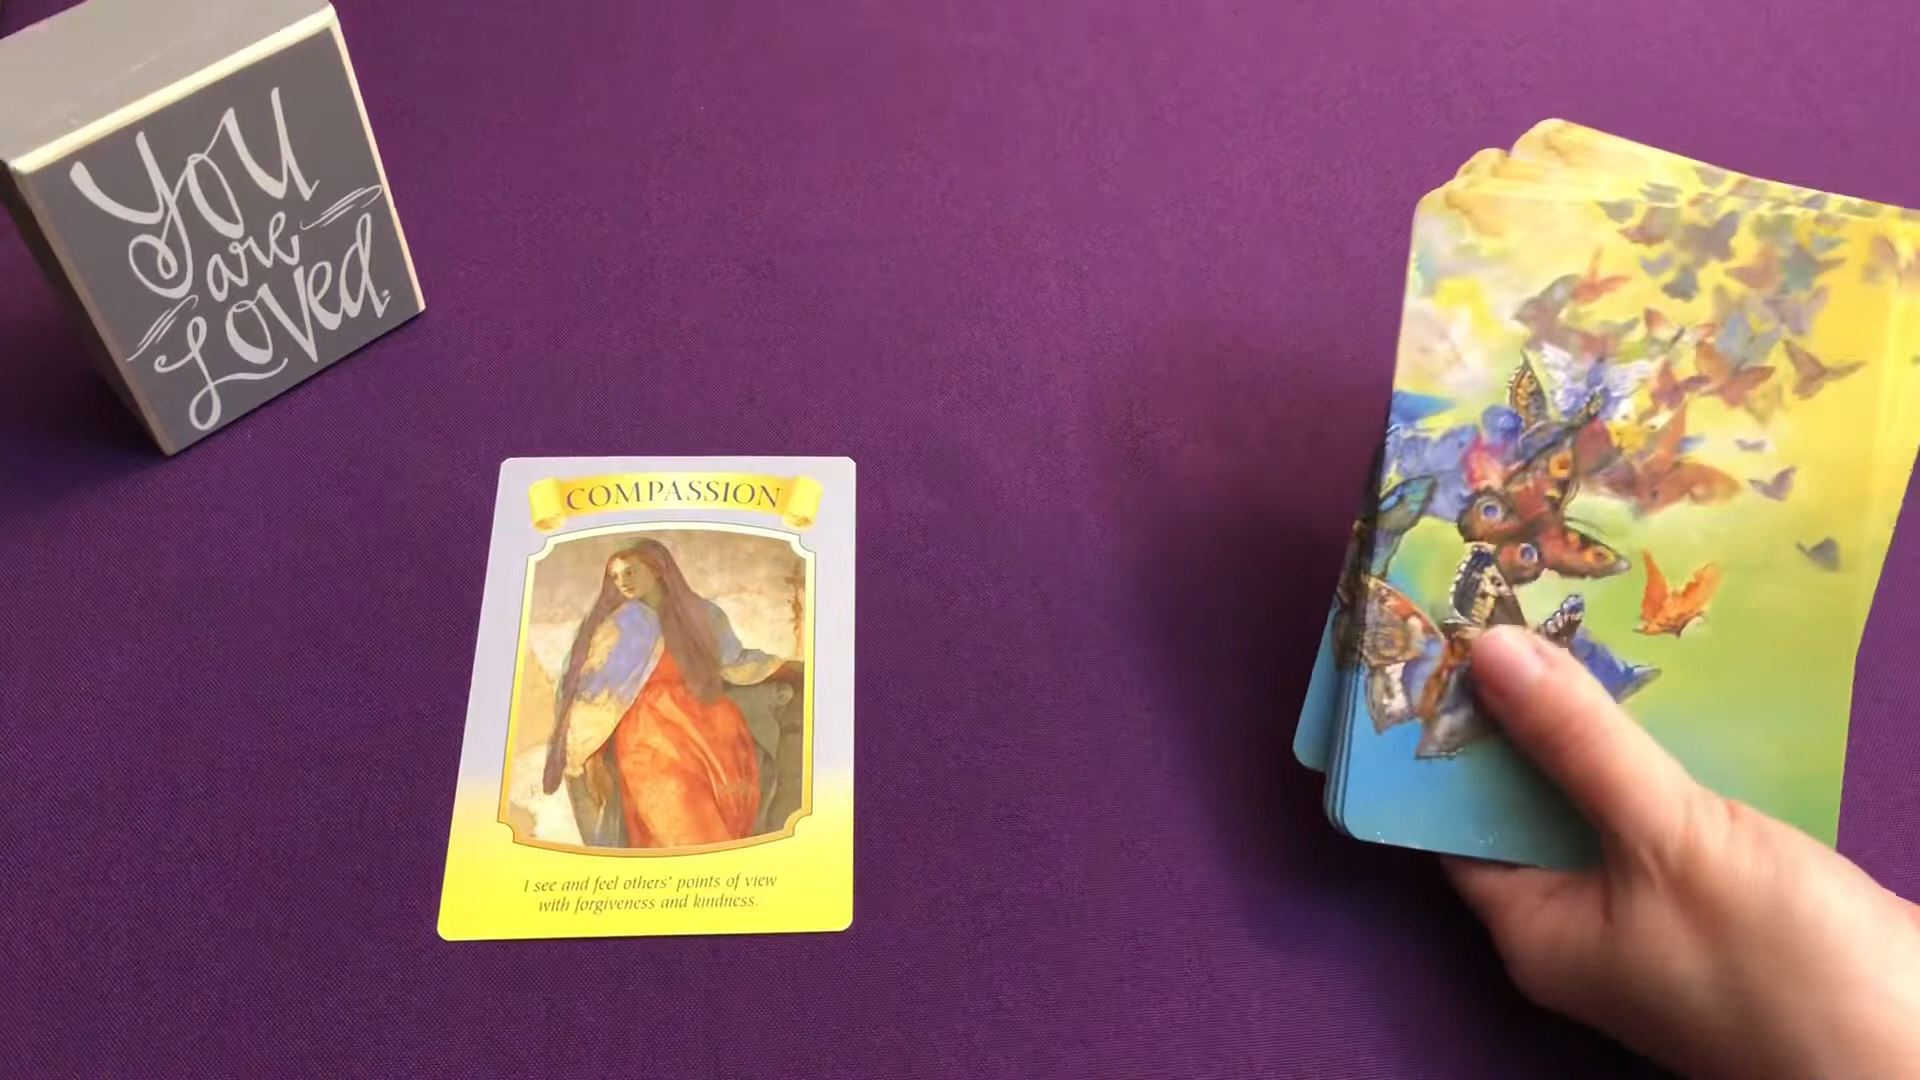 You
are
Loved.
COMPASSION
I see and feel others' points of view
with forgiveness and kindness.